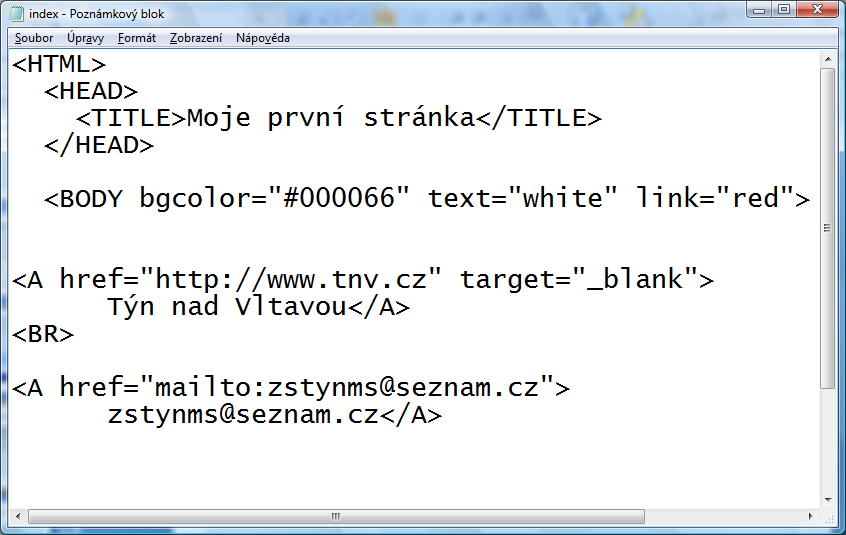 index - Poznámkový blok
Soubor Úpravy Formát Zobrazení Nápověda
<HTML>
<HEAD>
<TITLE>Moje první stránka</TITLE>
</HEAD>
<BODY bgcolor="#000066" text="white" link="red">
<A href="http://www.tnv.cz" target="_blank">
Týn nad Vltavou</A>
<BR>
<A href="mailto:zstynms@seznam.cz">
zstynms@seznam.cz</A>